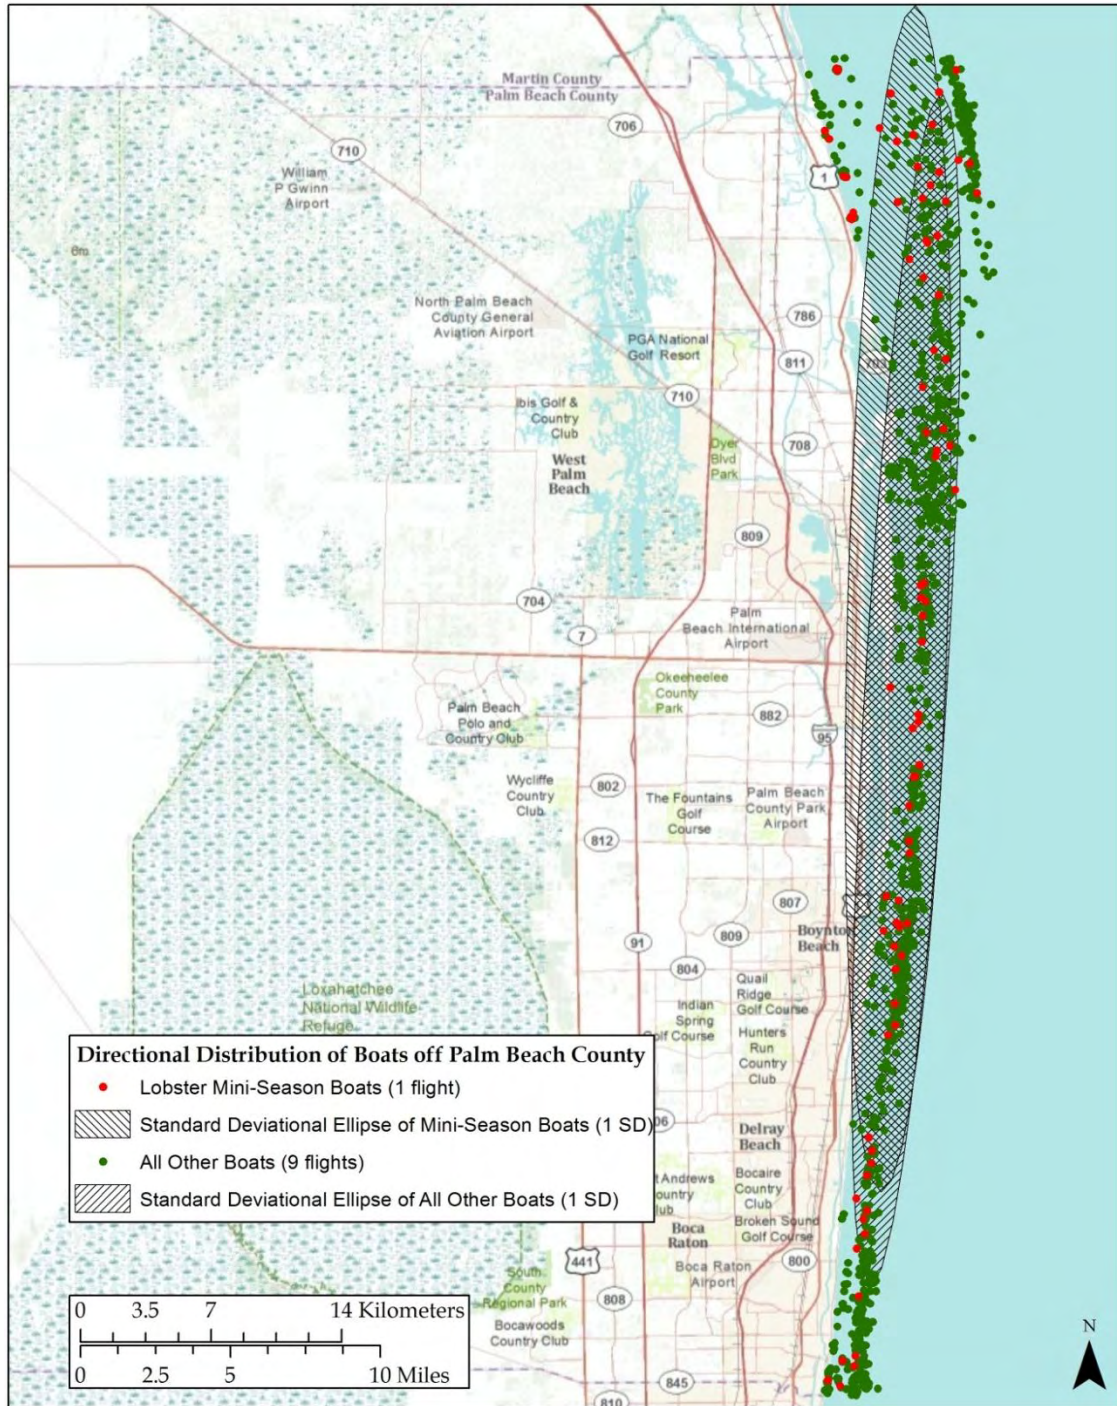 Martin County
Palm Beach County
706
710
William
P Gwinn
Airport
1
6m
North Palm Beach
County General
Aviation Airport
786
PGA National
Golf Resort
811
710
Ibis Golf &
Country
Club
Dyer
Blvd
Park
708
West
Palm
Beach
809
704
7
Palm
Beach International
Airport
Okeeheelee
County
Park
882
95
Palm Beach
Polo and
Country Club
Wycliffe
Country
Club
802
The Fountains
Golf
Course
Palm Beach
County Park
Airport
812
807
Boynton
Beach
91
809
804
Quail
Ridge
Golf Course
Loxahatchee
National Wildlife
Refuge
Indian
Spring
Golf Course
Hunters
Run
Country
Club
Directional Distribution of Boats off Palm Beach County
Lobster Mini-Season Boats (1 flight)
Standard Deviational Ellipse of Mini-Season Boats (1 SD)
All Other Boats (9 flights)
Standard Deviational Ellipse of All Other Boats (1 SD)
06
Delray
Beach
t Andrews
ountry
lub
Bocaire
Country
Club
Boca
Raton
Broken Sound
Golf Course
441
Boca Raton
Airport
800
South
County
Regional Park
808
Bocawoods
Country Club
0 3.5 7 14 Kilometers
0 2.5 5 10 Miles
845
810
N